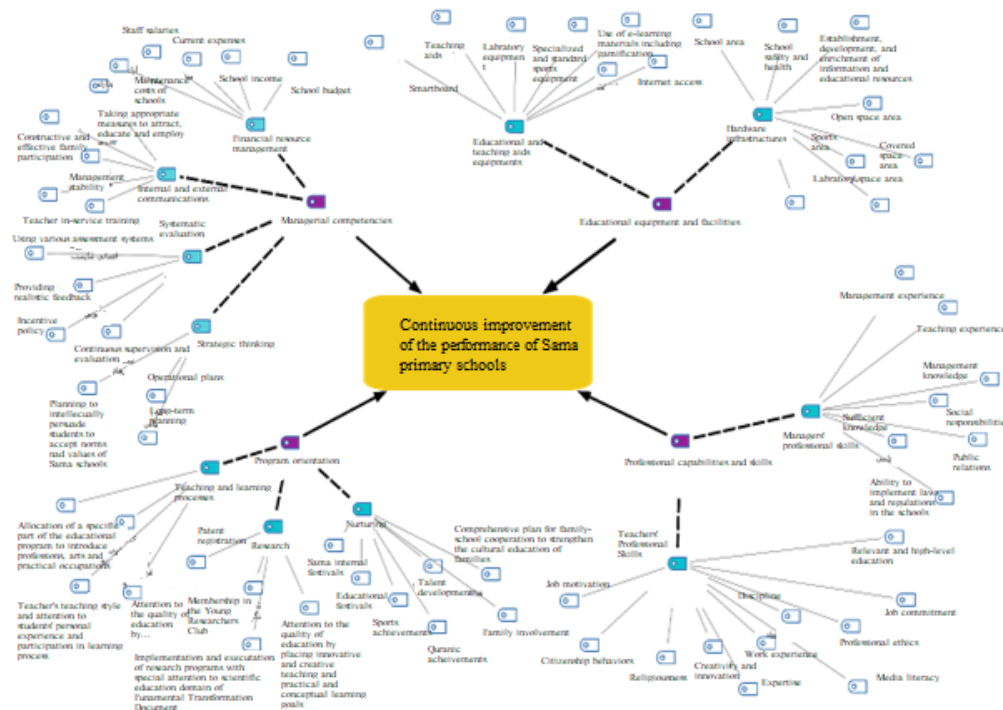 Staff salaries
Current expenses
School income
School budget
Maintenance
costs of
schools
Financial resource
management
Taking appropriate
measures to attract,
educate and employ
Constructive and
effective family
participation
Management
stability
Internal and external
communications
Teacher in-service training
Managerial competencies
Systematic
evaluation
Using various assessment systems
Providing
realistic feedback
Incentive
policy
Continuous supervision and
evaluation
Strategic thinking
Operational plans
Long-term
planning
Planning to
intellecually
persuade
students to
accept norms
nad values of
Sama schools
Teaching
aids
Labratory
equipmen
t
Specialized
and standard
sports
equipment
Use of e-learning
materials including
gamification
Internet access
Smartboard
Educational and
teaching aids
equipments
School area
School
safety and
health
Establishment,
development, and
enrichment of
information and
educational resources
Hardware
infrastructures
Open space area
Sports
area
Covered
space
area
Labratory space area
Educational equipment and facilities
Continuous improvement
of the performance of Sama
primary schools
Management experience
Teaching experience
Management
knowledge
Social
responsibilitie
Sufficient
knowledge
Managers'
professional skills
Public
relations
Ability to
implement laws
and regulations
in the schools
Professional capabilities and skills
Teachers'
Professional
Skills
Relevant and high-level
education
Job motivation
Discipline
Job commitment
Professional ethics
Work experience
Citizenship behaviors
Religiousness
Creativity and
innovation
Expertise
Media literacy
Program orientation
Teaching and learning
processes
Allocation of a specific
part of the educational
program to introduce
professions, arts and
practical occupations
Teacher's teaching style
and attention to
students' personal
experience and
participation in learning
process
Attention to
the quality of
education
by...
Patent
registration
Research
Membership in
the Young
Researchers
Club
Implementation and execution
of research programs with
special attention to scientific
education domain of
Funamental Transformation
Document
Attention to
the quality of
education by
placing innovative
and creative
teaching and
practical and
conceptual learning
goals
Nurturing
Sama internal
festivals
Educational
festivals
Sports
achievements
Quranic
acheivements
Talent
developmenting
Family involvement
Comprehensive plan for family-
school cooperation to strengthen
the cultural education of
families